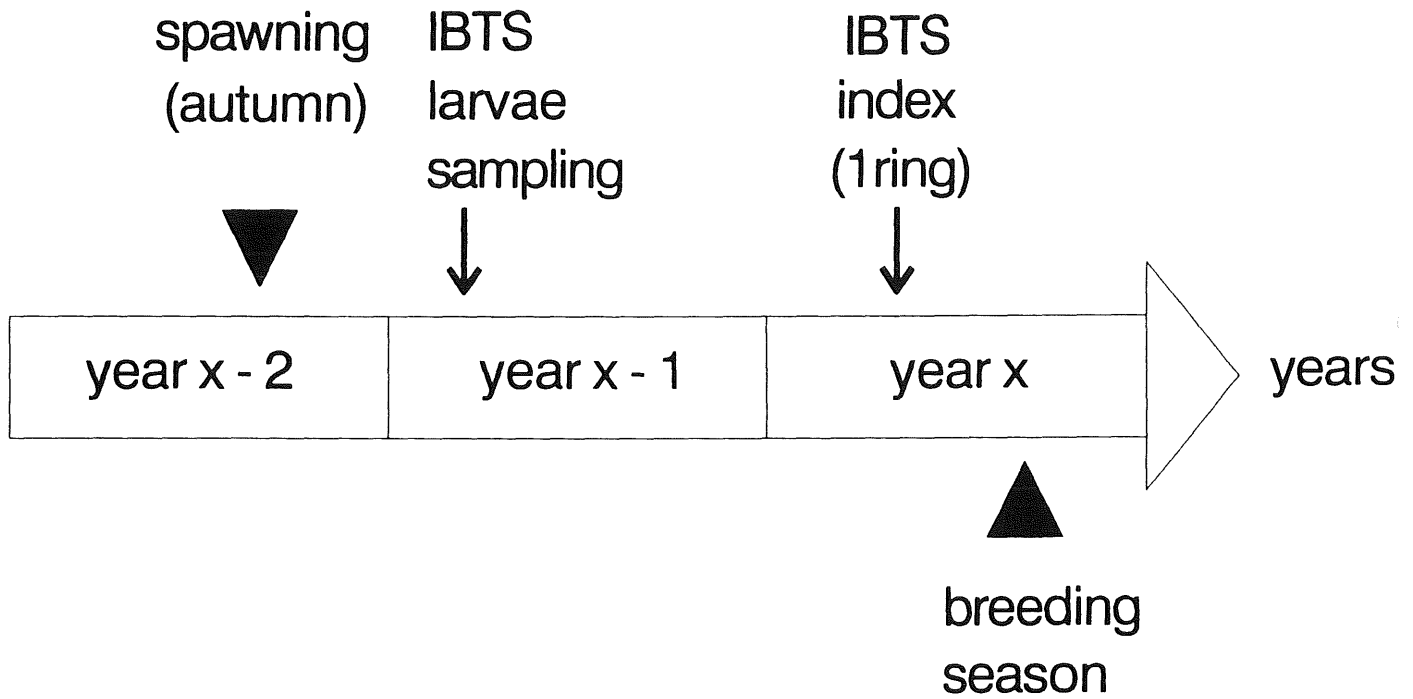 spawning
(autumn)
IBTS
larvae
sampling
IBTS
index
(1ring)
year x - 2
year x - 1
year x
years
breeding
season